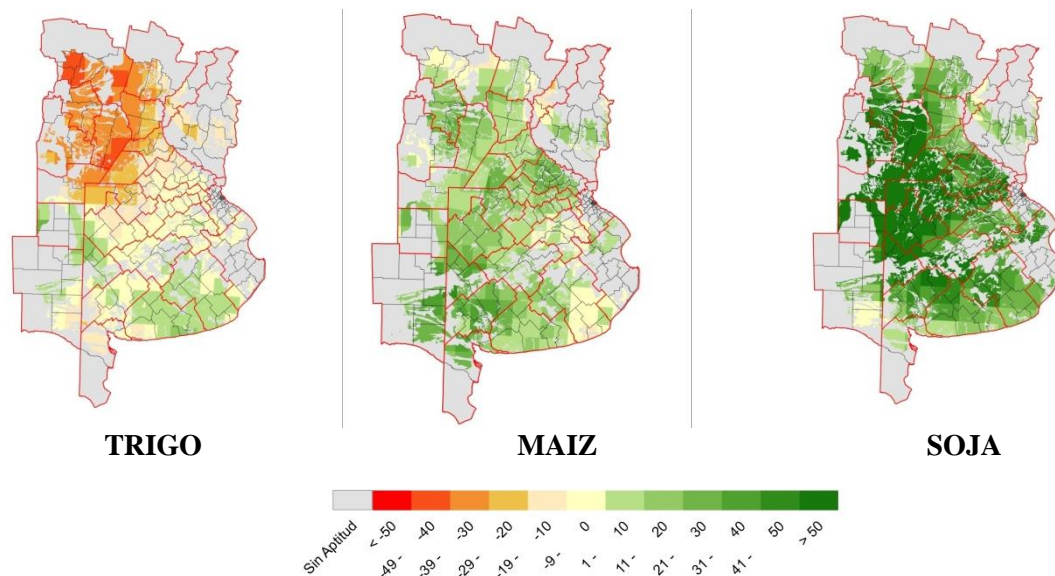 TRIGO
MAIZ
SOJA
Sin Aptitud
< -50
-49 - -40
-39 - -30
-29 - -20
-19 - -10
-9 - 0
1 - 10
11 - 20
21 - 30
31 - 40
41 - 50
> 50